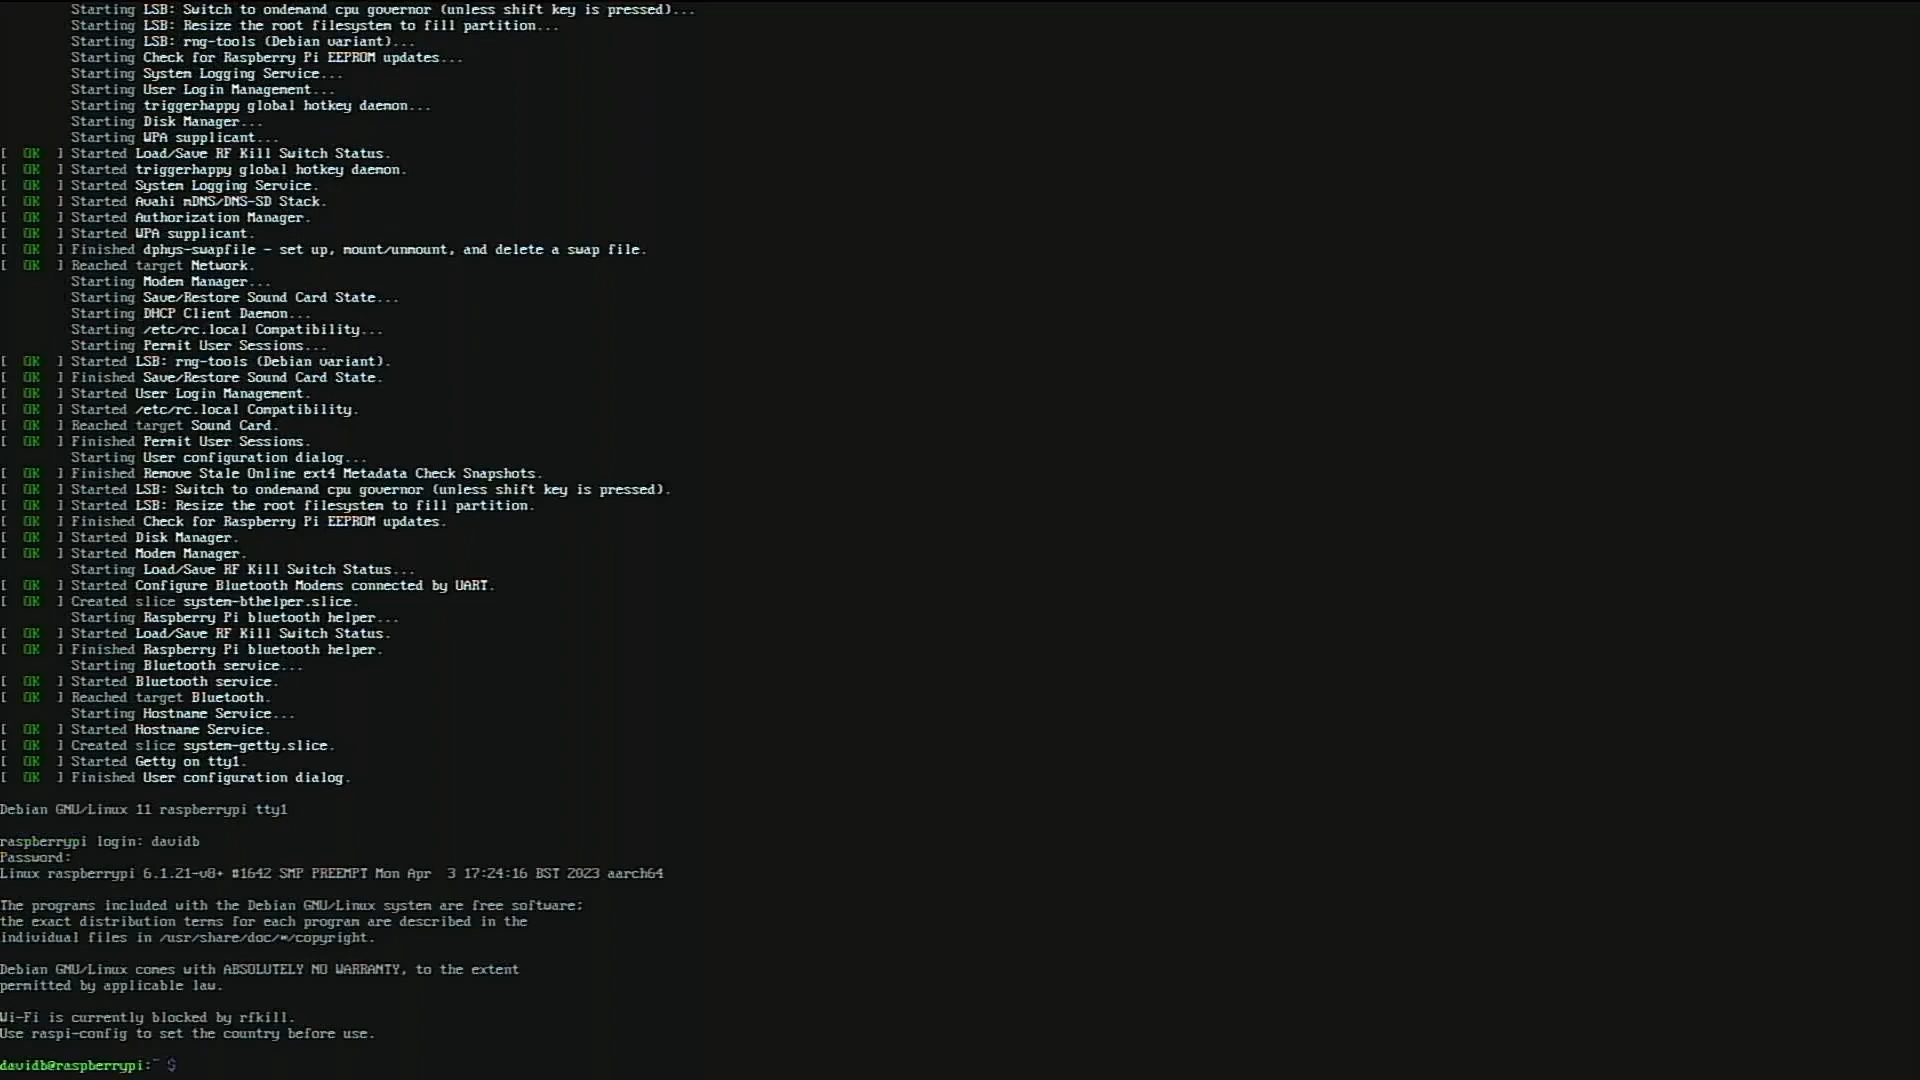 Starting LSB: Switch to ondemand cpu governor (unless shift key is pressed)...
Starting LSB: Resize the root filesystem to fill partition...
Starting LSB: rng-tools (Debian variant)...
Starting Check for Raspberry Pi EEPROM updates...
Starting System Logging Service...
Starting User Login Management...
Starting triggerhappy global hotkey daemon...
Starting Disk Manager...
Starting WPA supplicant...
[  OK  ] Started Load/Save RF Kill Switch Status.
[  OK  ] Started triggerhappy global hotkey daemon.
[  OK  ] Started System Logging Service.
[  OK  ] Started Avahi mDNS/DNS-SD Stack.
[  OK  ] Started Authorization Manager.
[  OK  ] Started WPA supplicant.
[  OK  ] Finished dphys-swapfile - set up, mount/unmount, and delete a swap file.
[  OK  ] Reached target Network.
Starting Modem Manager...
Starting Save/Restore Sound Card State...
Starting DHCP Client Daemon...
Starting /etc/rc.local Compatibility...
Starting Permit User Sessions...
[  OK  ] Started LSB: rng-tools (Debian variant).
[  OK  ] Finished Save/Restore Sound Card State.
[  OK  ] Started User Login Management.
[  OK  ] Started /etc/rc.local Compatibility.
[  OK  ] Reached target Sound Card.
[  OK  ] Finished Permit User Sessions.
Starting User configuration dialog...
[  OK  ] Finished Remove Stale Online ext4 Metadata Check Snapshots.
[  OK  ] Started LSB: Switch to ondemand cpu governor (unless shift key is pressed).
[  OK  ] Started LSB: Resize the root filesystem to fill partition.
[  OK  ] Finished Check for Raspberry Pi EEPROM updates.
[  OK  ] Started Disk Manager.
[  OK  ] Started Modem Manager.
Starting Load/Save RF Kill Switch Status...
[  OK  ] Started Configure Bluetooth Modems connected by UART.
[  OK  ] Created slice system-bthelper.slice.
Starting Raspberry Pi bluetooth helper...
[  OK  ] Started Load/Save RF Kill Switch Status.
[  OK  ] Finished Raspberry Pi bluetooth helper.
Starting Bluetooth service...
[  OK  ] Started Bluetooth service.
[  OK  ] Reached target Bluetooth.
Starting Hostname Service...
[  OK  ] Started Hostname Service.
[  OK  ] Created slice system-getty.slice.
[  OK  ] Started Getty on tty1.
[  OK  ] Finished User configuration dialog.
Debian GNU/Linux 11 raspberrypi tty1
raspberrypi login: davidb
Password:
Linux raspberrypi 6.1.21-v8+ #1642 SMP PREEMPT Mon Apr  3 17:24:16 BST 2023 aarch64
The programs included with the Debian GNU/Linux system are free software;
the exact distribution terms for each program are described in the
individual files in /usr/share/doc/*/copyright.
Debian GNU/Linux comes with ABSOLUTELY NO WARRANTY, to the extent
permitted by applicable law.
Wi-Fi is currently blocked by rfkill.
Use raspi-config to set the country before use.
davidb@raspberrypi:~ $